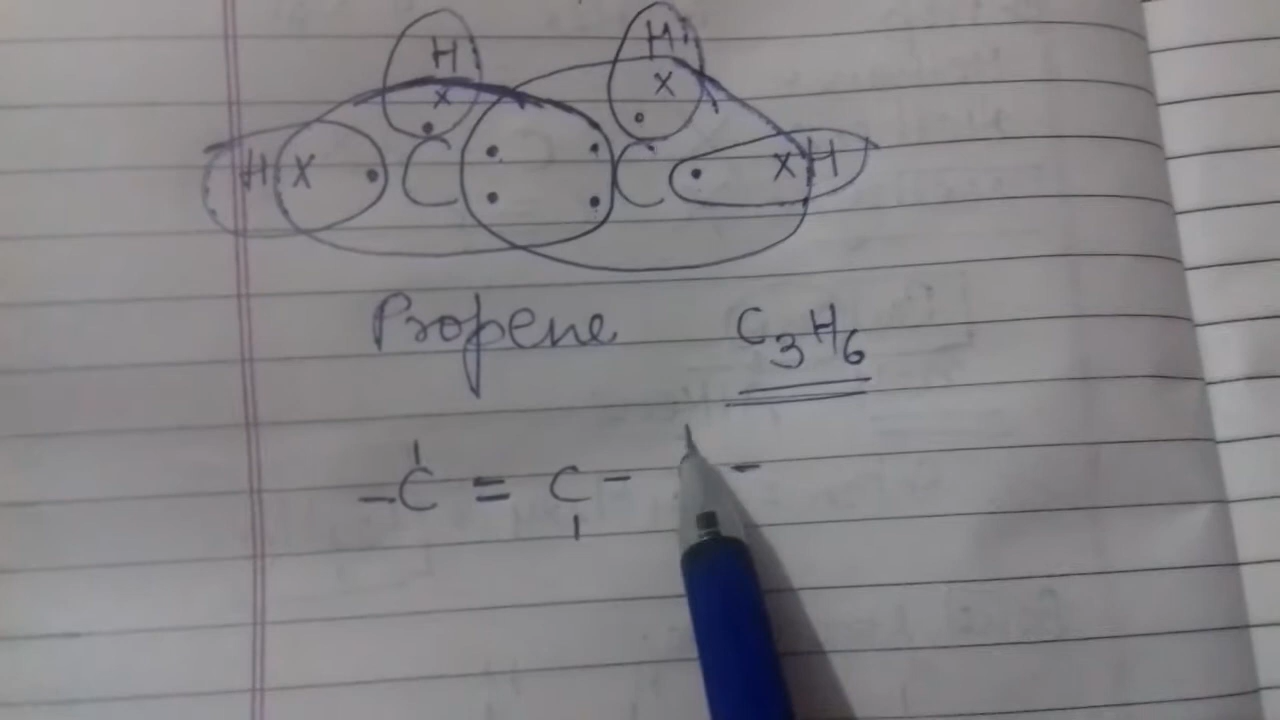 H H
H X x • • C • • • • C • X • X H
Propene C3H6
- C = C - -